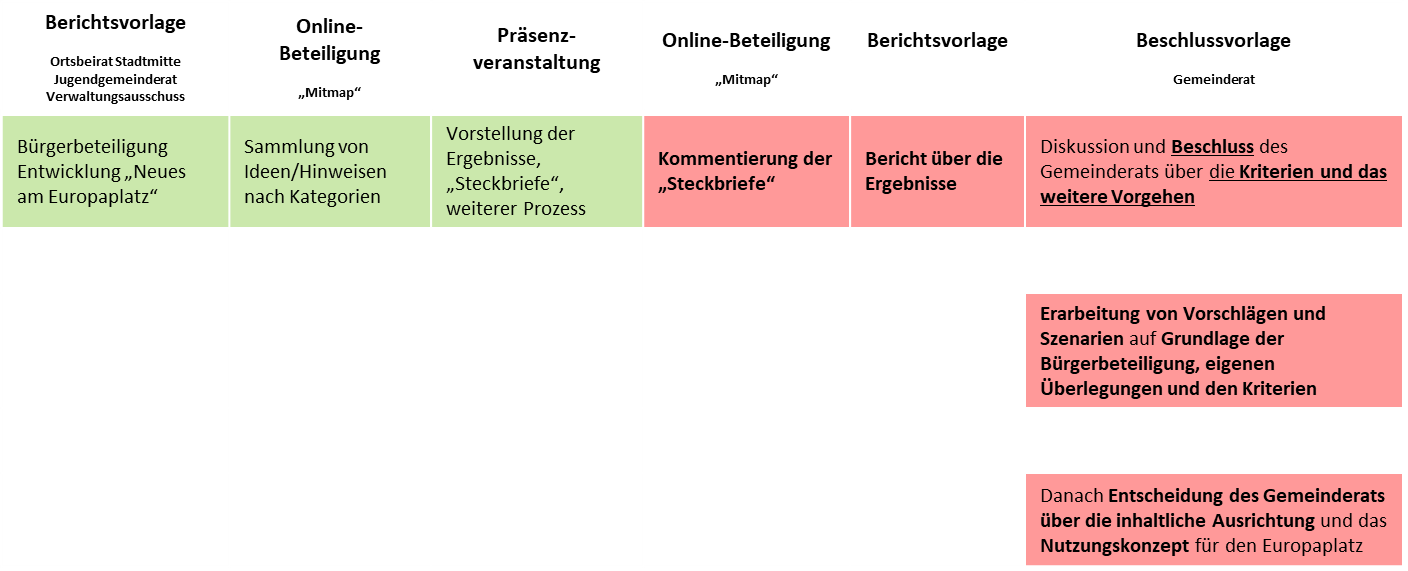 Berichtsvorlage
Ortsbeirat Stadtmitte
Jugendgemeinderat
Verwaltungsausschuss
Online-
Beteiligung
„Mitmap“
Präsenz-
veranstaltung
Online-Beteiligung
„Mitmap“
Berichtsvorlage
Beschlussvorlage
Gemeinderat
Bürgerbeteiligung
Entwicklung „Neues
am Europaplatz“
Sammlung von
Ideen/Hinweisen
nach Kategorien
Vorstellung der
Ergebnisse,
„Steckbriefe“,
weiterer Prozess
Kommentierung der
„Steckbriefe“
Bericht über die
Ergebnisse
Diskussion und Beschluss des
Gemeinderats über die Kriterien und das
weitere Vorgehen
Erarbeitung von Vorschlägen und
Szenarien auf Grundlage der
Bürgerbeteiligung, eigenen
Überlegungen und den Kriterien
Danach Entscheidung des Gemeinderats
über die inhaltliche Ausrichtung und das
Nutzungskonzept für den Europaplatz